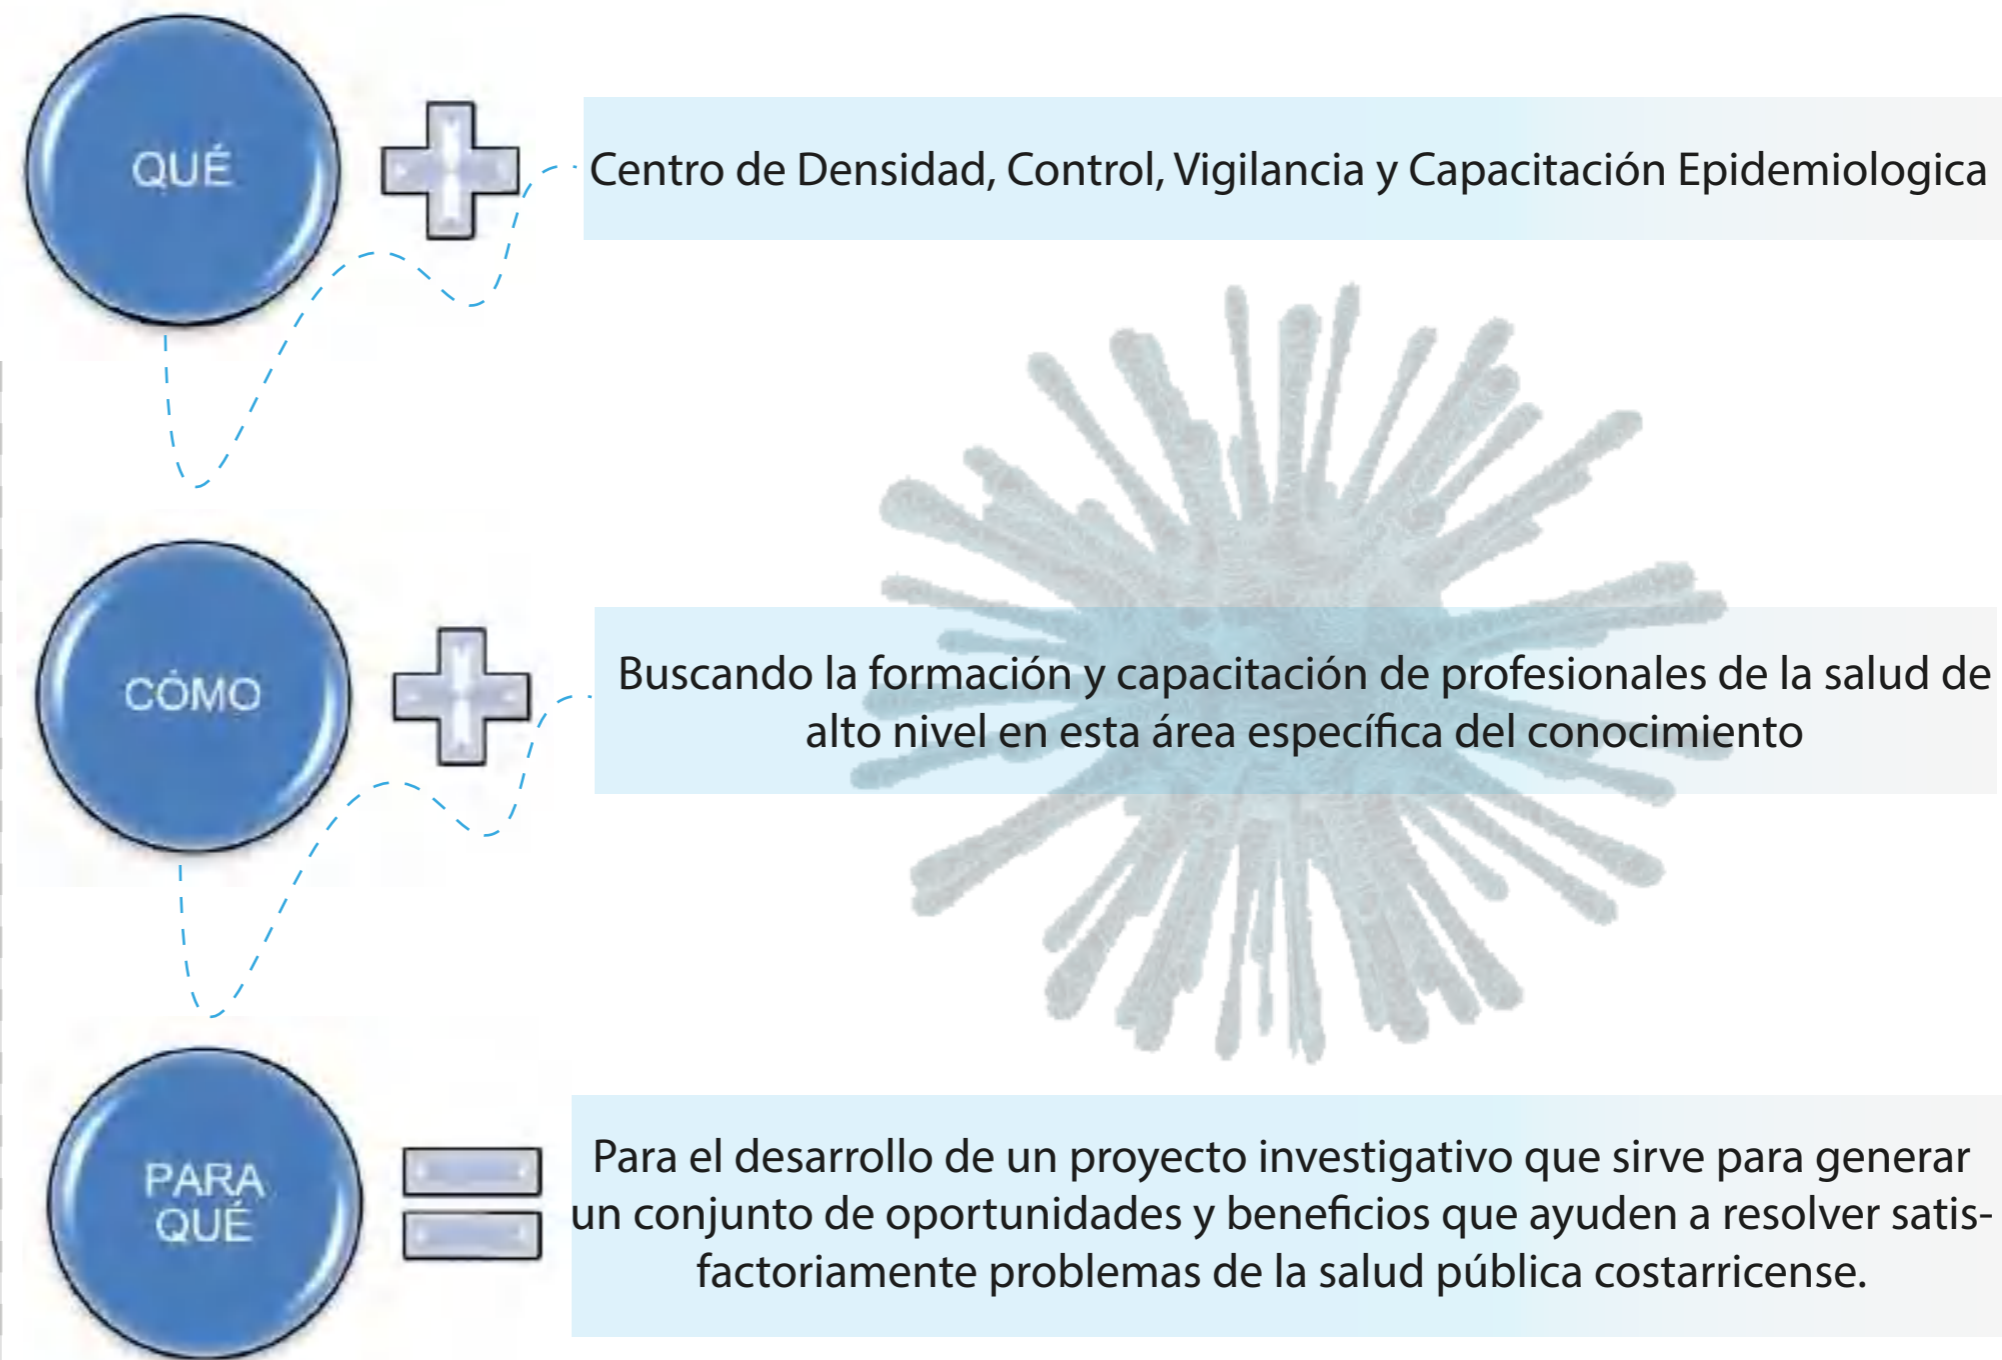 QUÉ
Centro de Densidad, Control, Vigilancia y Capacitación Epidemiologica
CÓMO
Buscando la formación y capacitación de profesionales de la salud de
alto nivel en esta área específica del conocimiento
PARA
QUÉ
Para el desarrollo de un proyecto investigativo que sirve para generar
un conjunto de oportunidades y beneficios que ayuden a resolver satis-
factoriamente problemas de la salud pública costarricense.